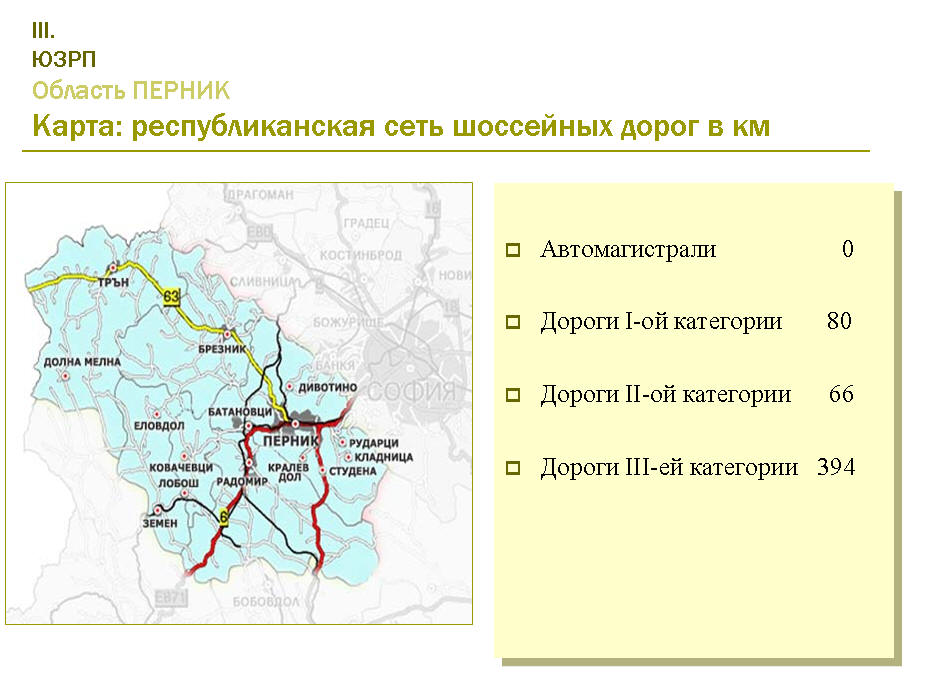 III.
ЮЗРП
Область ПЕРНИК
Карта: республиканская сеть шоссейных дорог в км
ДРАГОМАН
16
ГРАДЕЦ
E80
КОСТИНБРОД
НОВИ
СЛИВНИЦА
ТРЪН
63
БОЖУРИЩЕ
БРЕЗНИК
БАНКЯ
ДОЛНА МЕЛНА
ДИВОТИНО
СОФИЯ
БАТАНОВЦИ
ЕЛОВДОЛ
ПЕРНИК
РУДАРЦИ
КЛАДНИЦА
КОВАЧЕВЦИ
КРАЛЕВ
ДОЛ
СТУДЕНА
ЛОБОШ
РАДОМИР
ЗЕМЕН
6
E871
БОБОВДОЛ
Автомагистрали 0
Дороги I-ой категории 80
Дороги II-ой категории 66
Дороги III-ей категории 394